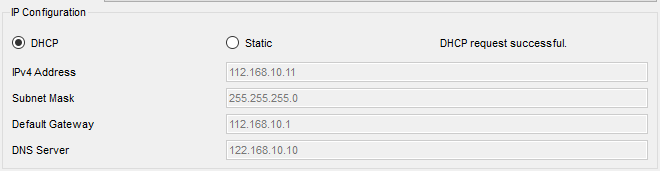 IP Configuration
DHCP Static DHCP request successful.
IPv4 Address 112.168.10.11
Subnet Mask 255.255.255.0
Default Gateway 112.168.10.1
DNS Server 122.168.10.10